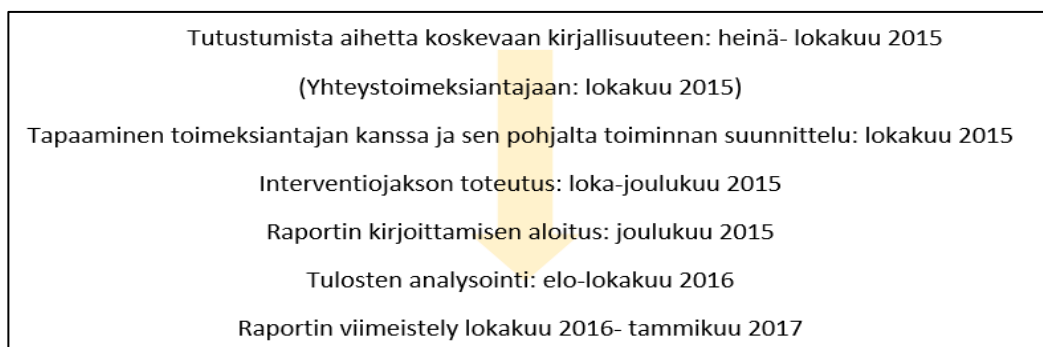 Tutustumista aihetta koskevaan kirjallisuuteen: heinä- lokakuu 2015
(Yhteystoimeksiantajaan: lokakuu 2015)
Tapaaminen toimeksiantajan kanssa ja sen pohjalta toiminnan suunnittelu: lokakuu 2015
Interventiojakson toteutus: loka-joulukuu 2015
Raportin kirjoittamisen aloitus: joulukuu 2015
Tulosten analysointi: elo-lokakuu 2016
Raportin viimeistely lokakuu 2016- tammikuu 2017